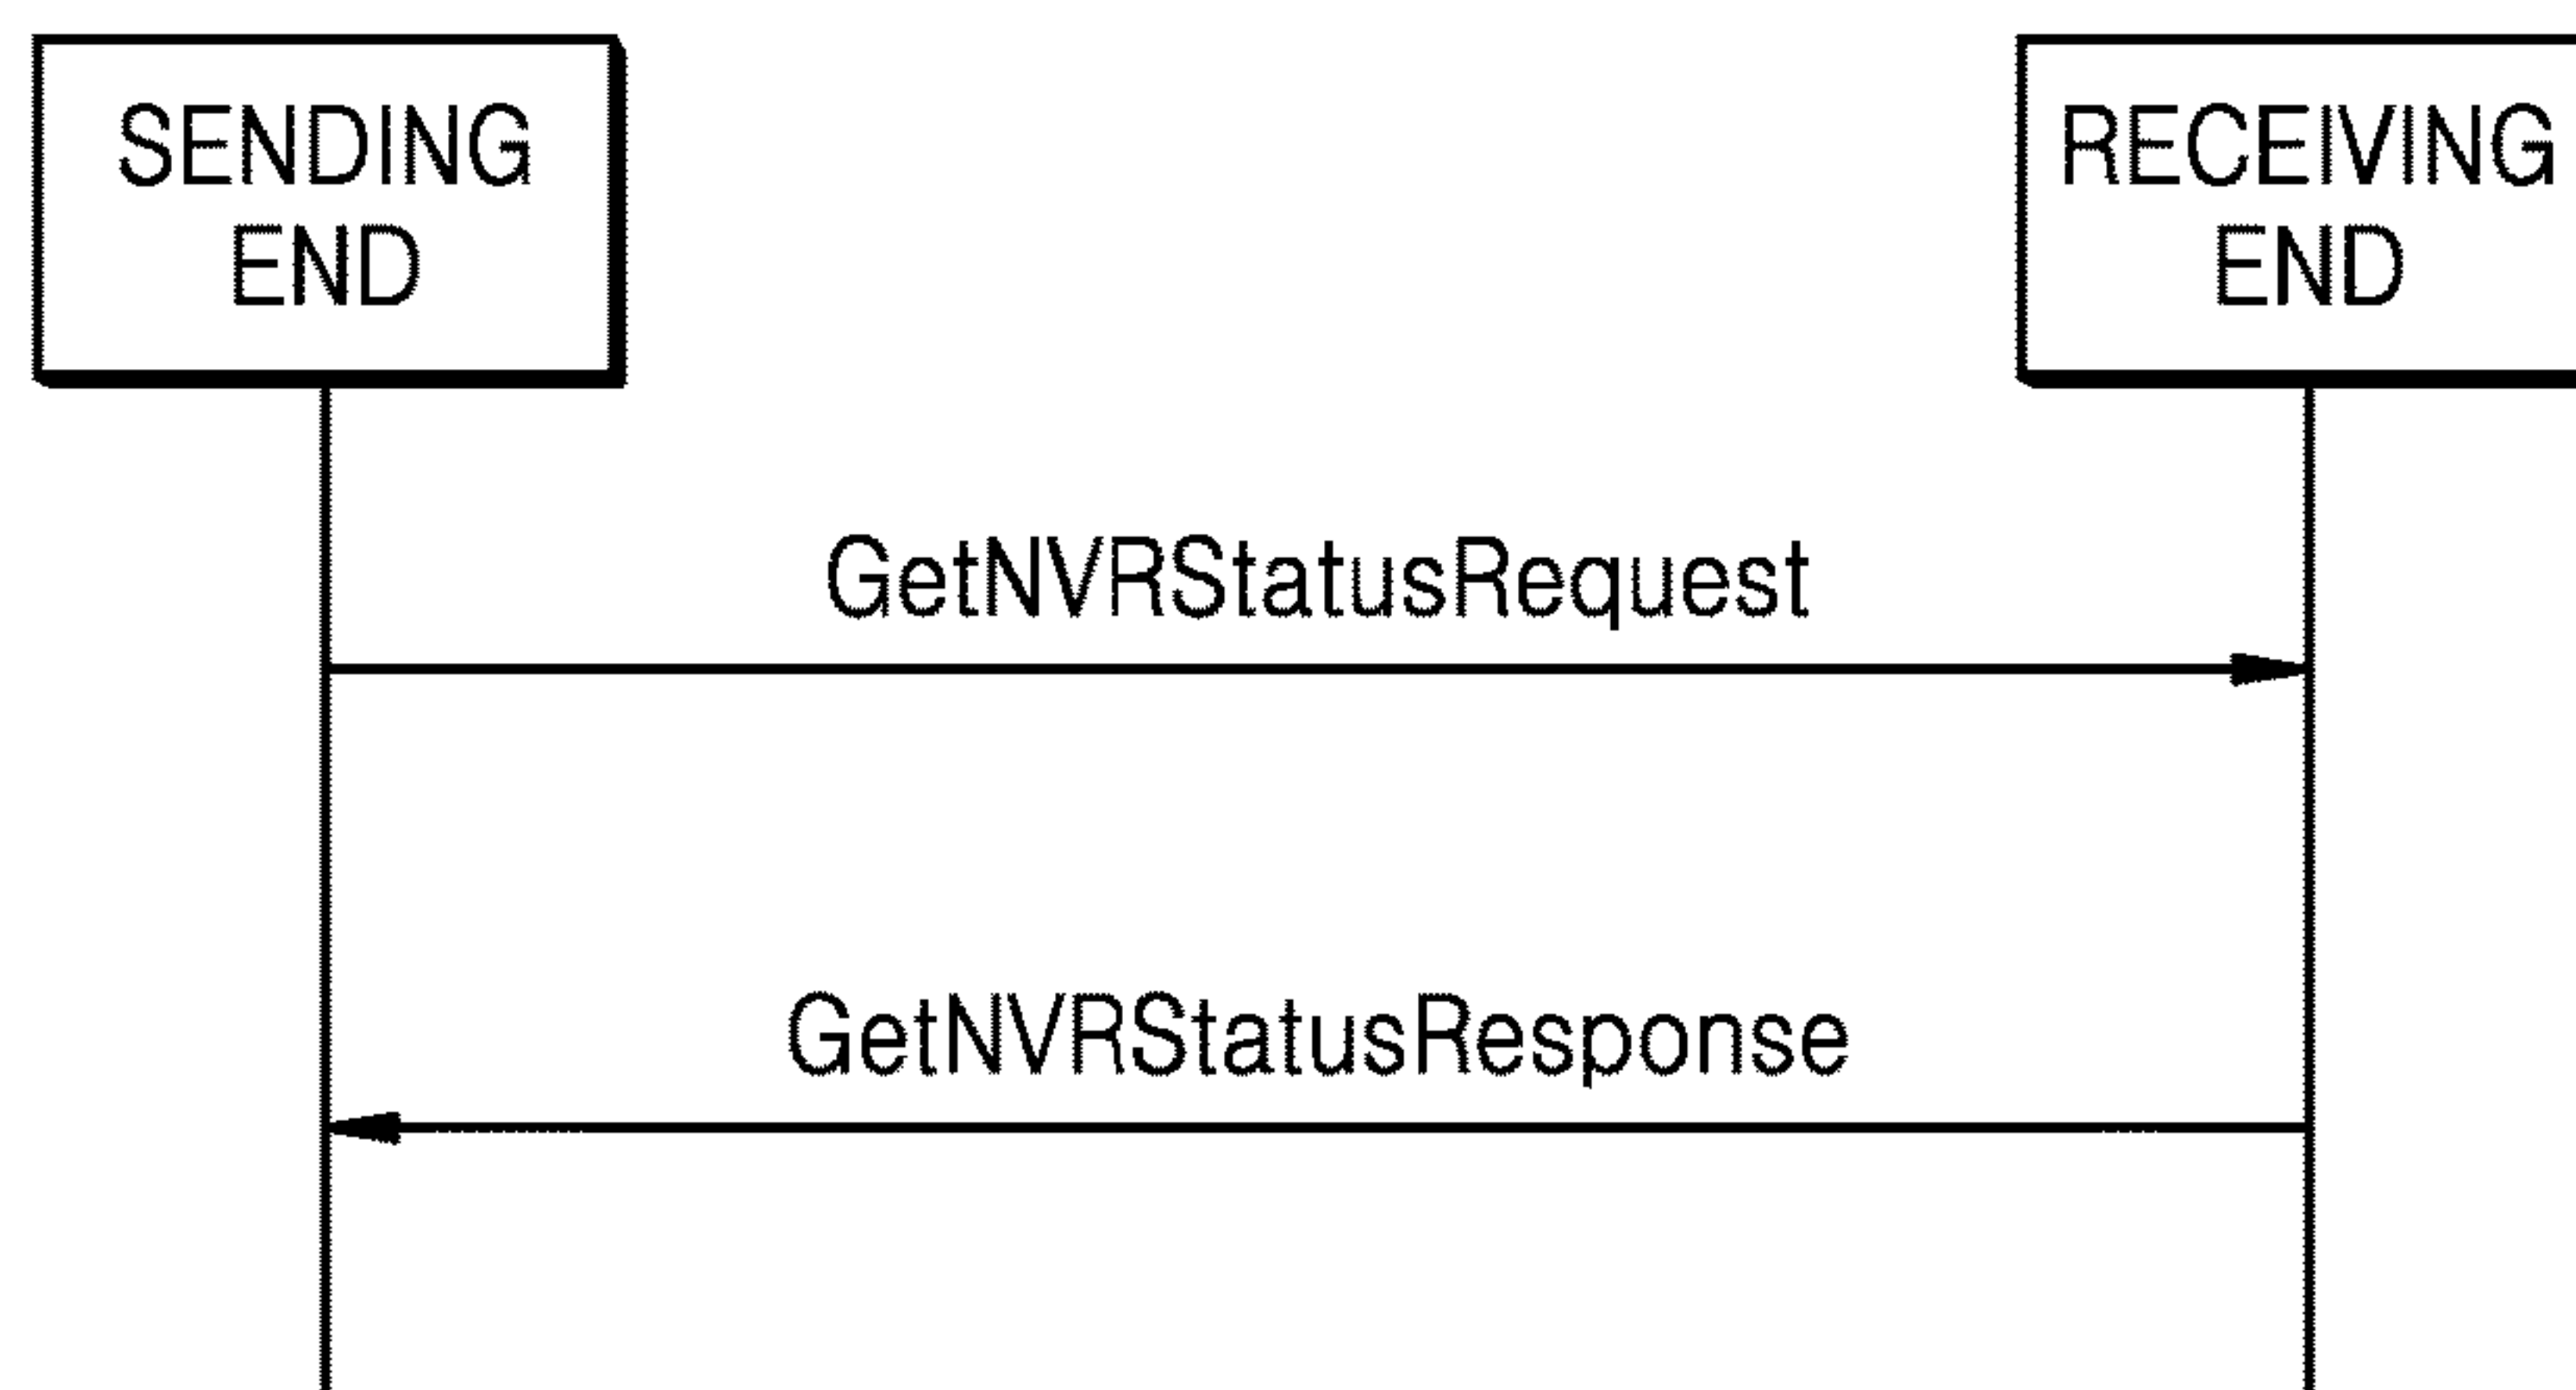 SENDING
END
RECEIVING
END
GetNVRStatusRequest
GetNVRStatusResponse